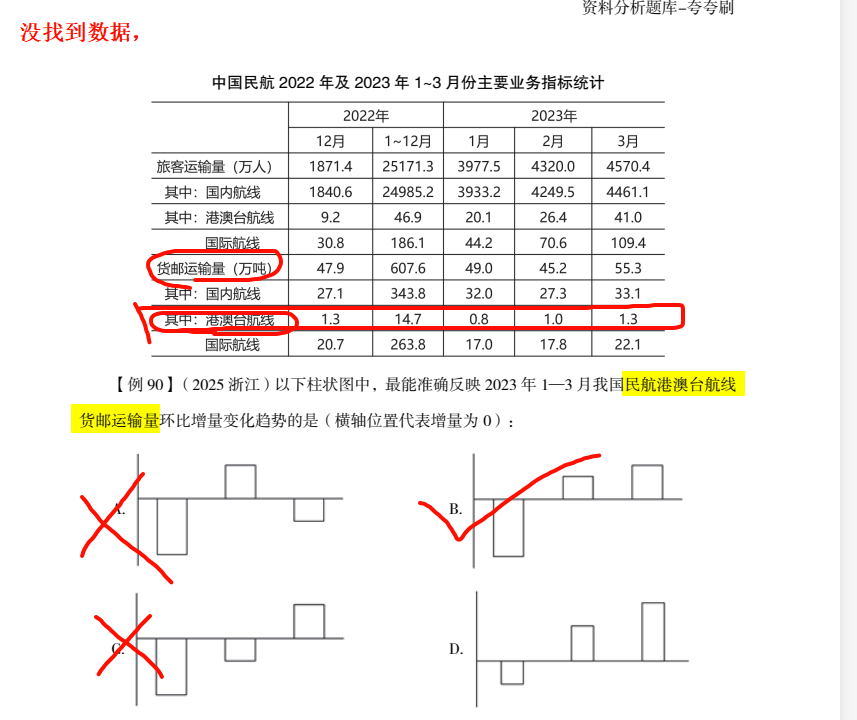 资料分析题库-夸夸刷
没找到数据，
中国民航 2022 年及 2023 年 1~3 月份主要业务指标统计
2022年 2023年
12月 1~12月 1月 2月 3月
旅客运输量（万人） 1871.4 25171.3 3977.5 4320.0 4570.4
其中：国内航线 1840.6 24985.2 3933.2 4249.5 4461.1
其中：港澳台航线 9.2 46.9 20.1 26.4 41.0
国际航线 30.8 186.1 44.2 70.6 109.4
货邮运输量（万吨） 47.9 607.6 49.0 45.2 55.3
其中：国内航线 27.1 343.8 32.0 27.3 33.1
其中：港澳台航线 1.3 14.7 0.8 1.0 1.3
国际航线 20.7 263.8 17.0 17.8 22.1
【例 90】（2025 浙江）以下柱状图中，最能准确反映 2023 年 1—3 月我国民航港澳台航线
货邮运输量环比增量变化趋势的是（横轴位置代表增量为 0）：
A.
B.
C.
D.